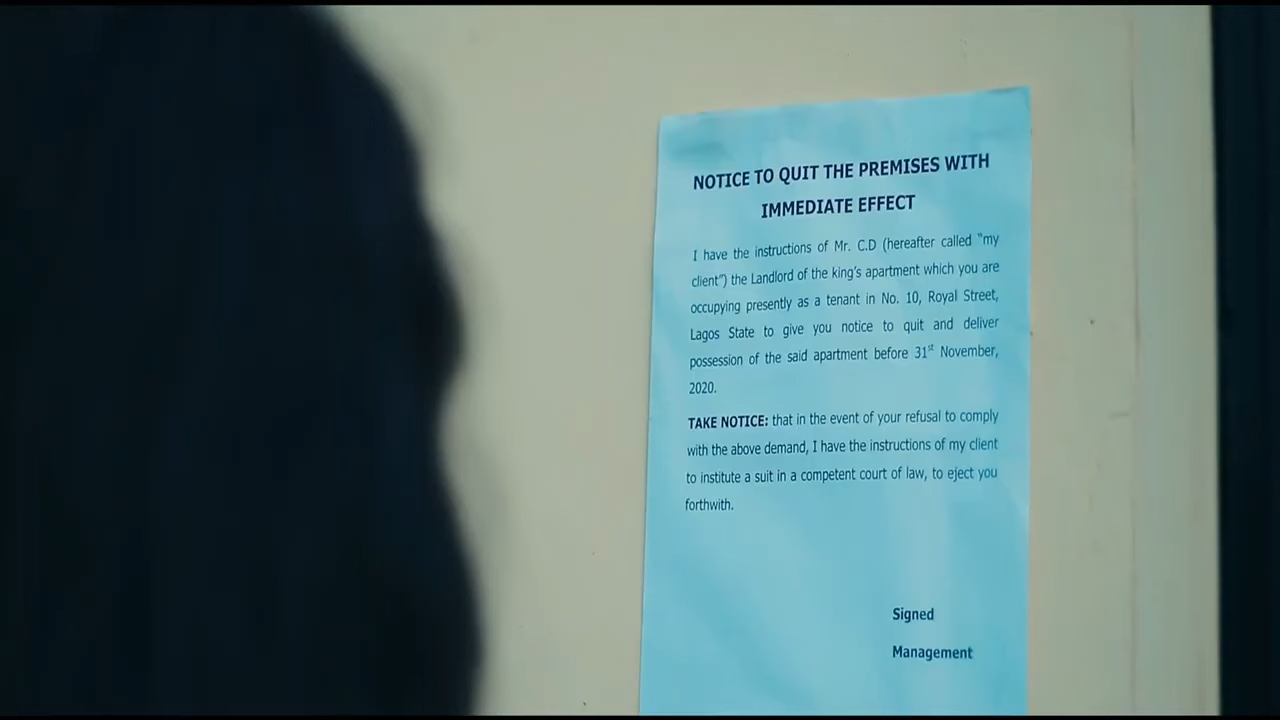 NOTICE TO QUIT THE PREMISES WITH
IMMEDIATE EFFECT
I have the instructions of Mr. C.D (hereafter called "my
client") the Landlord of the king's apartment which you are
occupying presently as a tenant in No. 10, Royal Street,
Lagos State to give you notice to quit and deliver
possession of the said apartment before 31st November,
2020.
TAKE NOTICE: that in the event of your refusal to comply
with the above demand, I have the instructions of my client
to institute a suit in a competent court of law, to eject you
forthwith.
Signed
Management